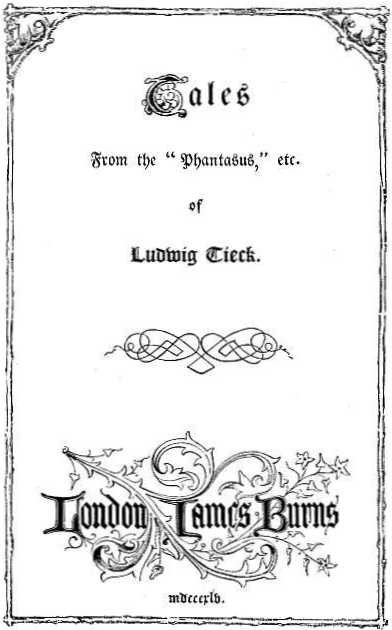 Tales
From the "Phantasus," etc.
of
Ludwig Tieck.
London James Burns
mdcccxlv.